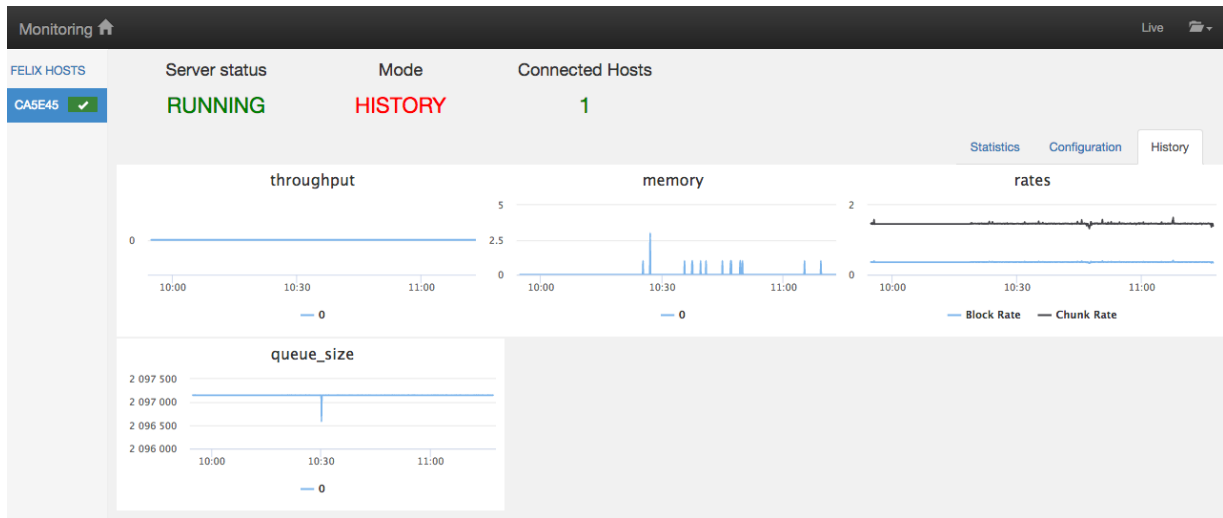 Monitoring Live
FELIX HOSTS
CA5E45
Server status Mode Connected Hosts
RUNNING HISTORY 1
Statistics Configuration History
throughput
0
10:00 10:30 11:00
0
memory
5
2.5
0
10:00 10:30 11:00
0
rates
2
0
10:00 10:30 11:00
Block Rate Chunk Rate
queue_size
2 097 500
2 097 000
2 096 500
2 096 000
10:00 10:30 11:00
0